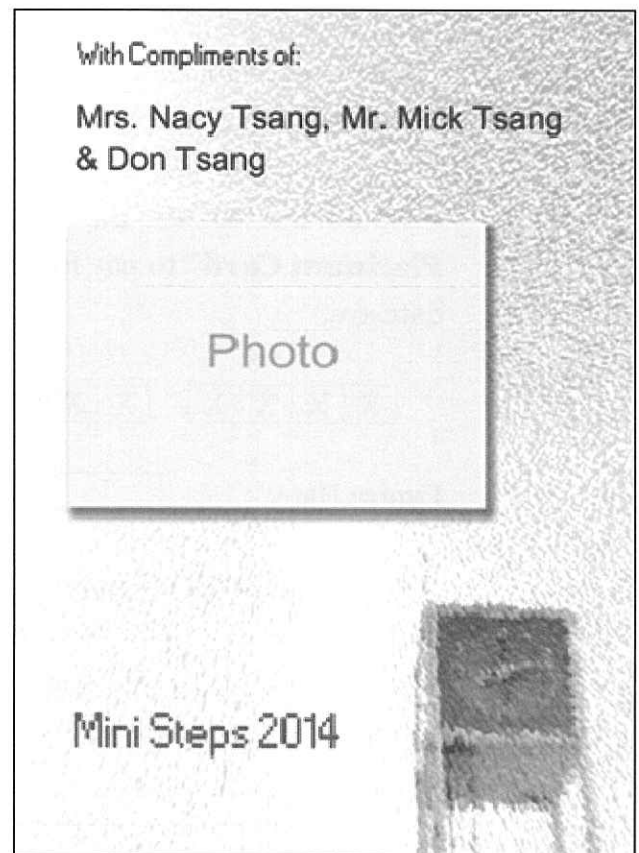 With Compliments of:
Mrs. Nacy Tsang, Mr. Mick Tsang
& Don Tsang
Photo
Mini Steps 2014